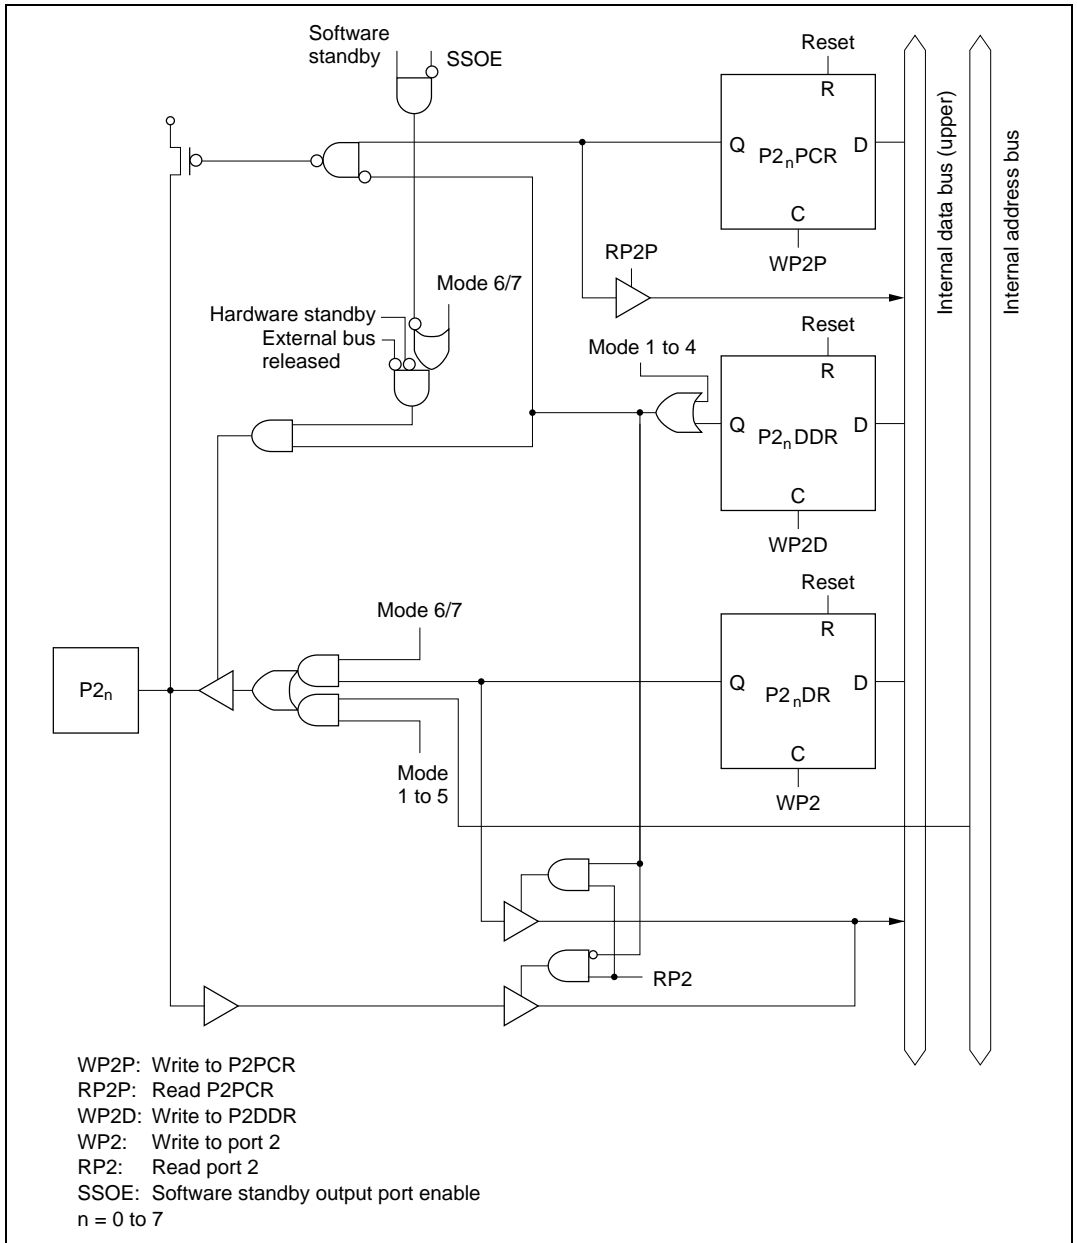 Software
standby
SSOE
Reset
R
Q
P2nPCR
D
C
WP2P
Internal data bus (upper)
Internal address bus
RP2P
Mode 6/7
Hardware standby
External bus
released
Reset
Mode 1 to 4
R
Q
P2nDDR
D
C
WP2D
Reset
Mode 6/7
R
P2n
Q
P2nDR
D
C
Mode
1 to 5
WP2
RP2
WP2P: Write to P2PCR
RP2P: Read P2PCR
WP2D: Write to P2DDR
WP2: Write to port 2
RP2: Read port 2
SSOE: Software standby output port enable
n = 0 to 7